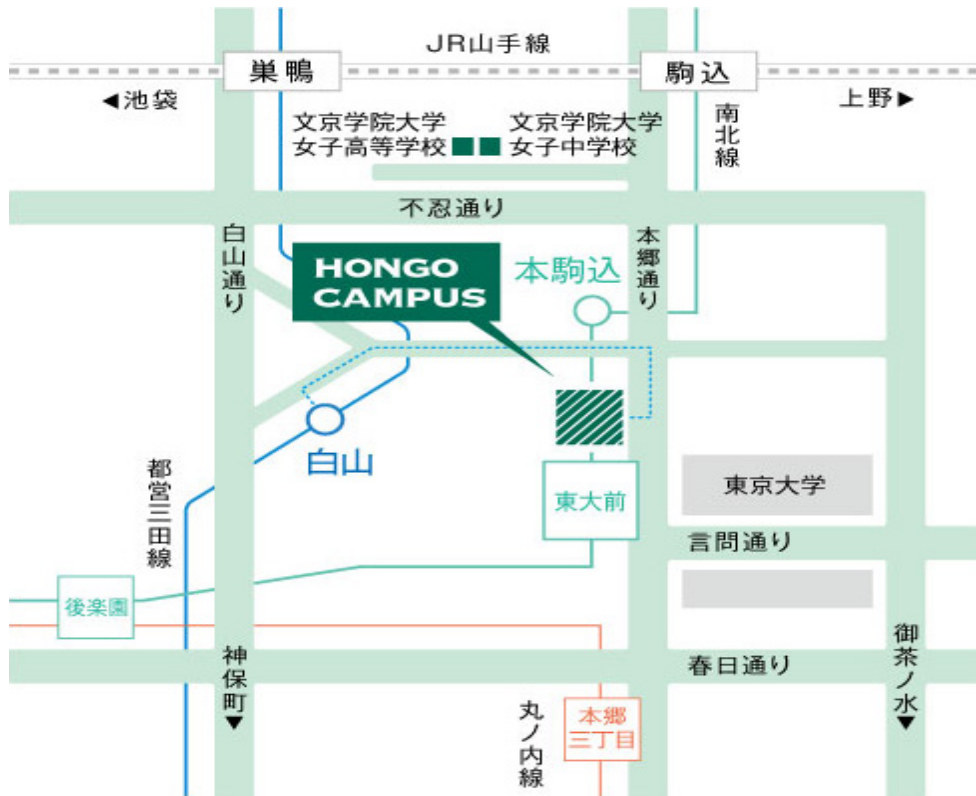 JR山手線
巣鴨
駒込
◀池袋
上野▶
文京学院大学
女子高等学校
文京学院大学
女子中学校
南北線
不忍通り
白山通り
本郷通り
HONGO
CAMPUS
本駒込
白山
都営三田線
東大前
東京大学
言問通り
後楽園
春日通り
神保町▼
御茶ノ水▼
丸ノ内線
本郷
三丁目